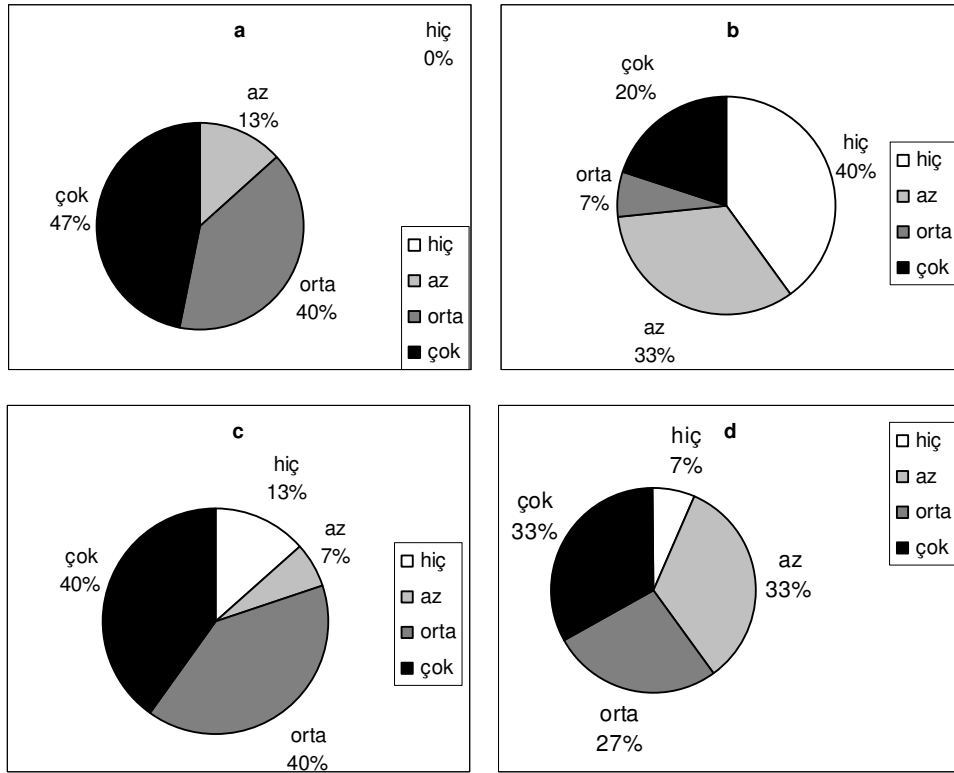 a
hiç
0%
az
13%
çok
47%
orta
40%
hiç
az
orta
çok
b
çok
20%
hiç
40%
orta
7%
az
33%
hiç
az
orta
çok
c
hiç
13%
az
7%
çok
40%
orta
40%
hiç
az
orta
çok
d
hiç
7%
çok
33%
az
33%
orta
27%
hiç
az
orta
çok